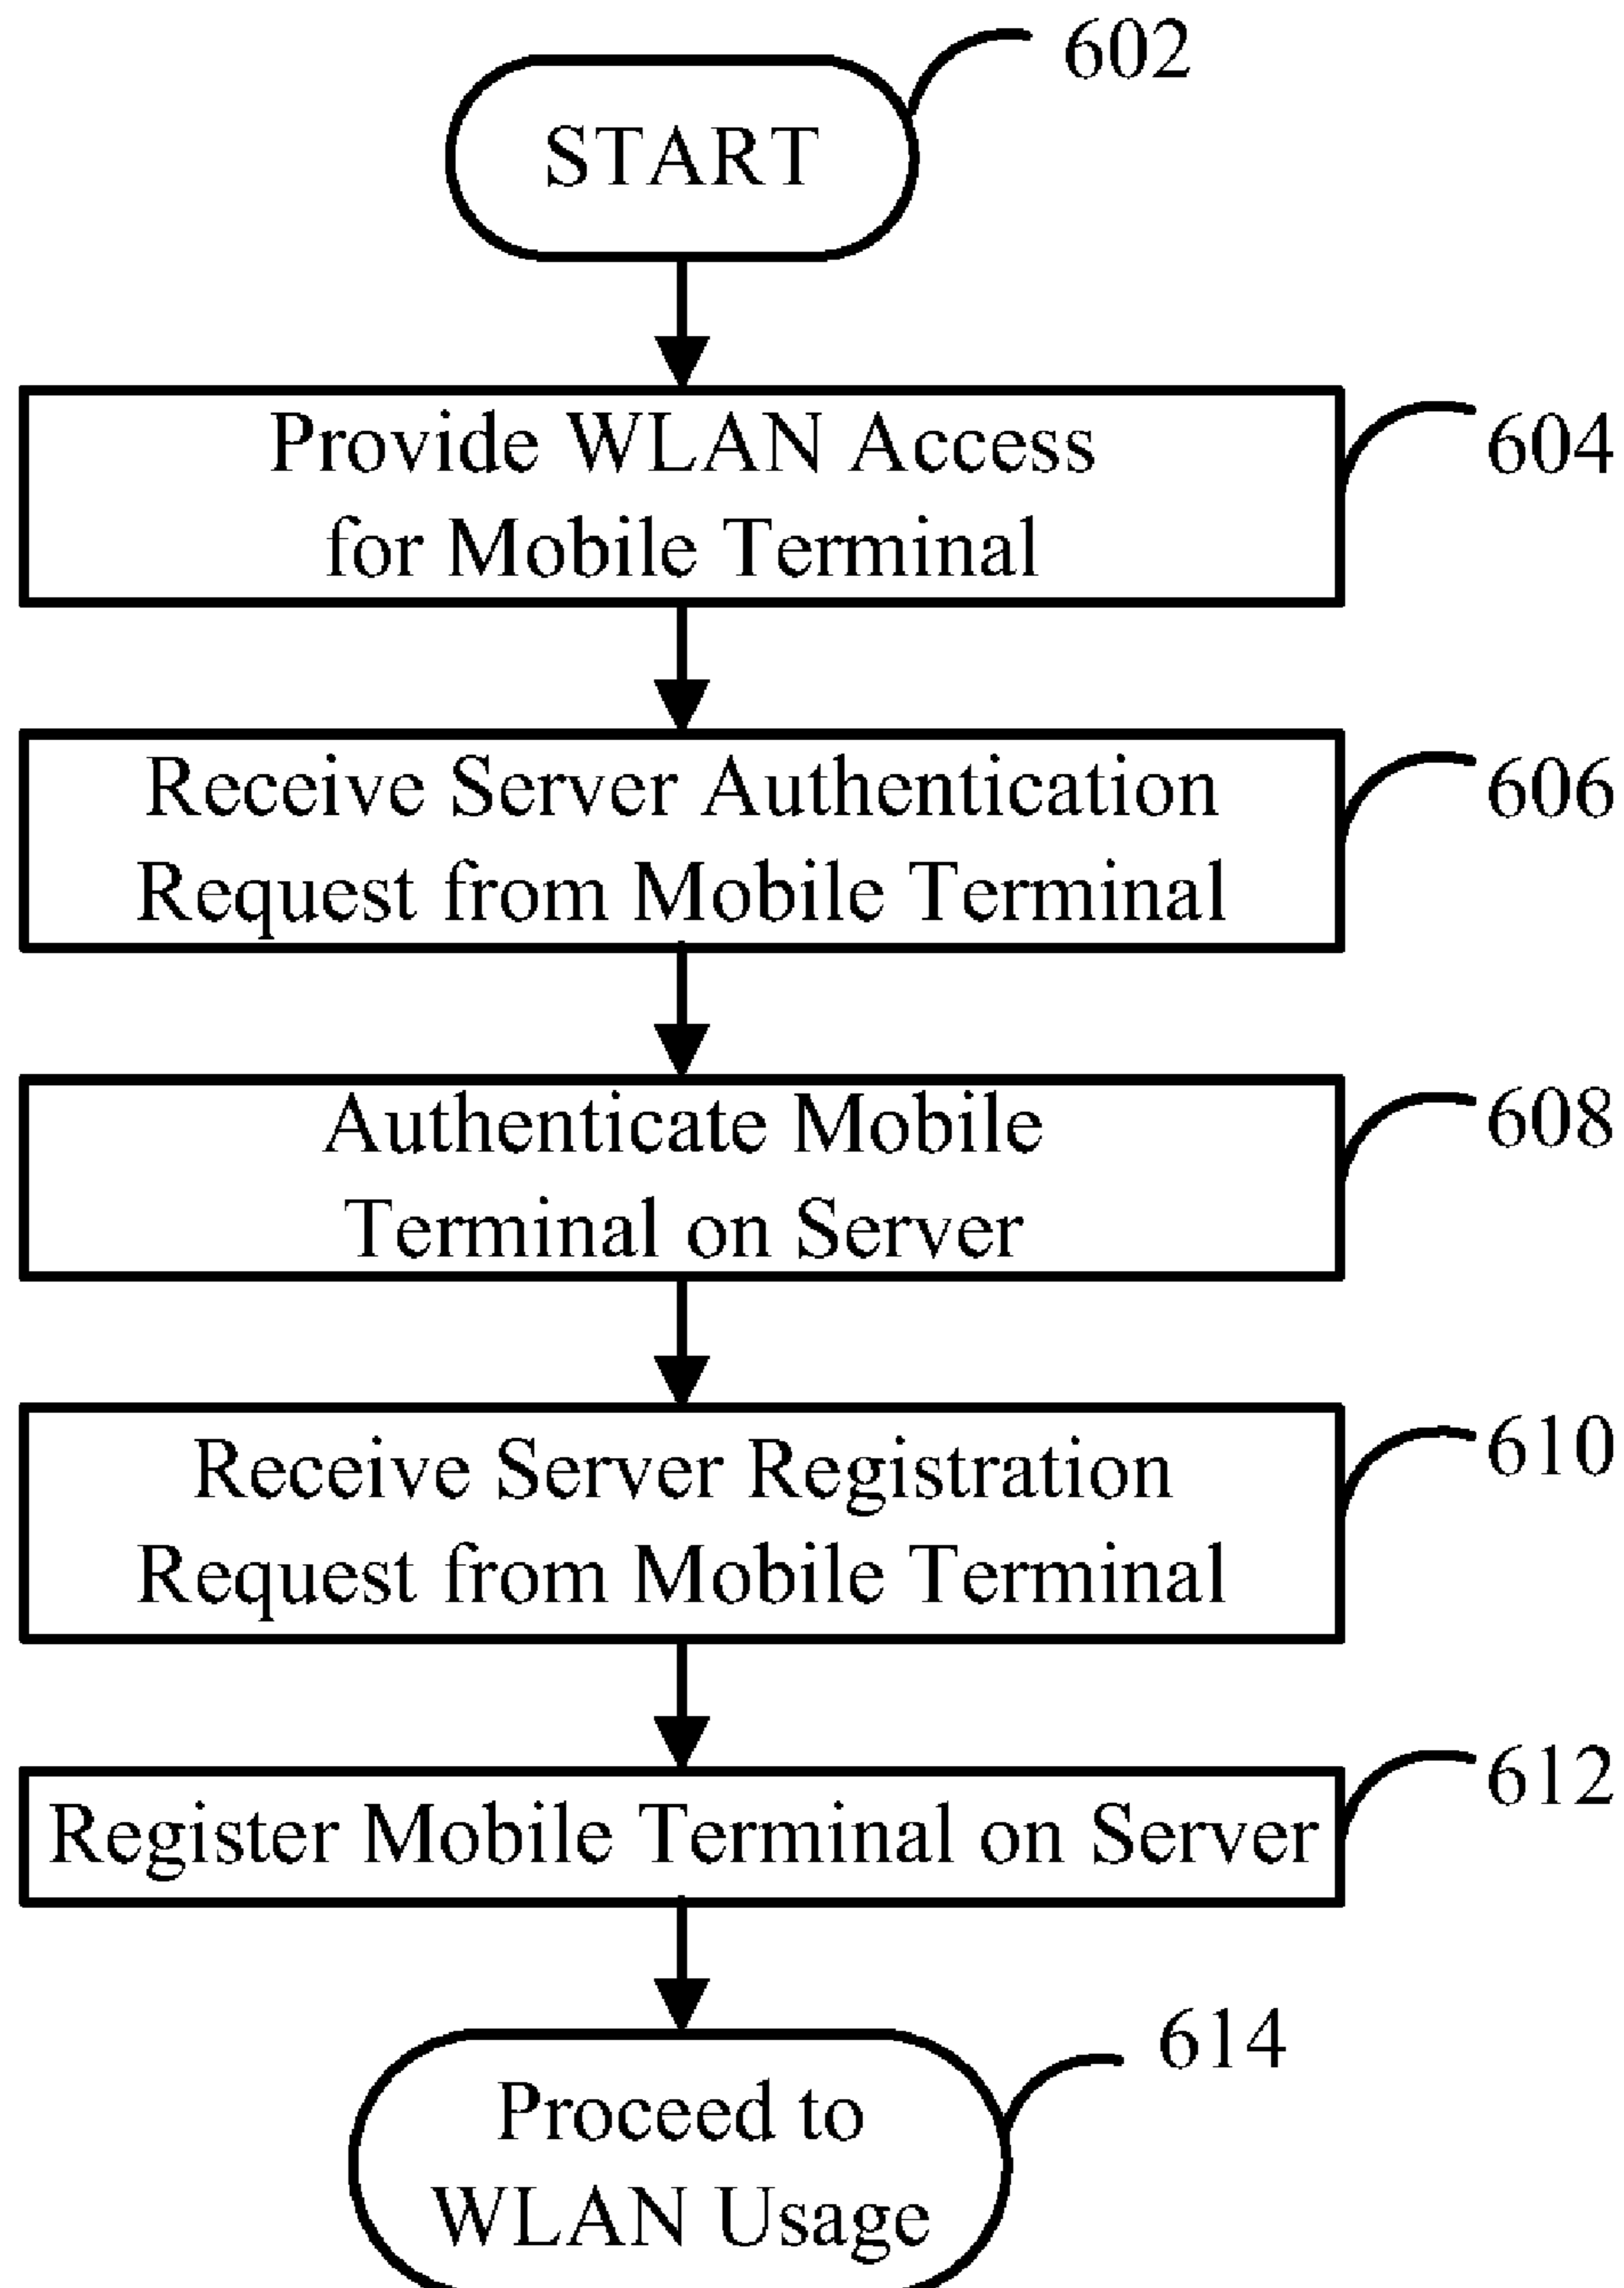 602
START
Provide WLAN Access
for Mobile Terminal
604
Receive Server Authentication
Request from Mobile Terminal
606
Authenticate Mobile
Terminal on Server
608
Receive Server Registration
Request from Mobile Terminal
610
Register Mobile Terminal on Server
612
614
Proceed to
WLAN Usage